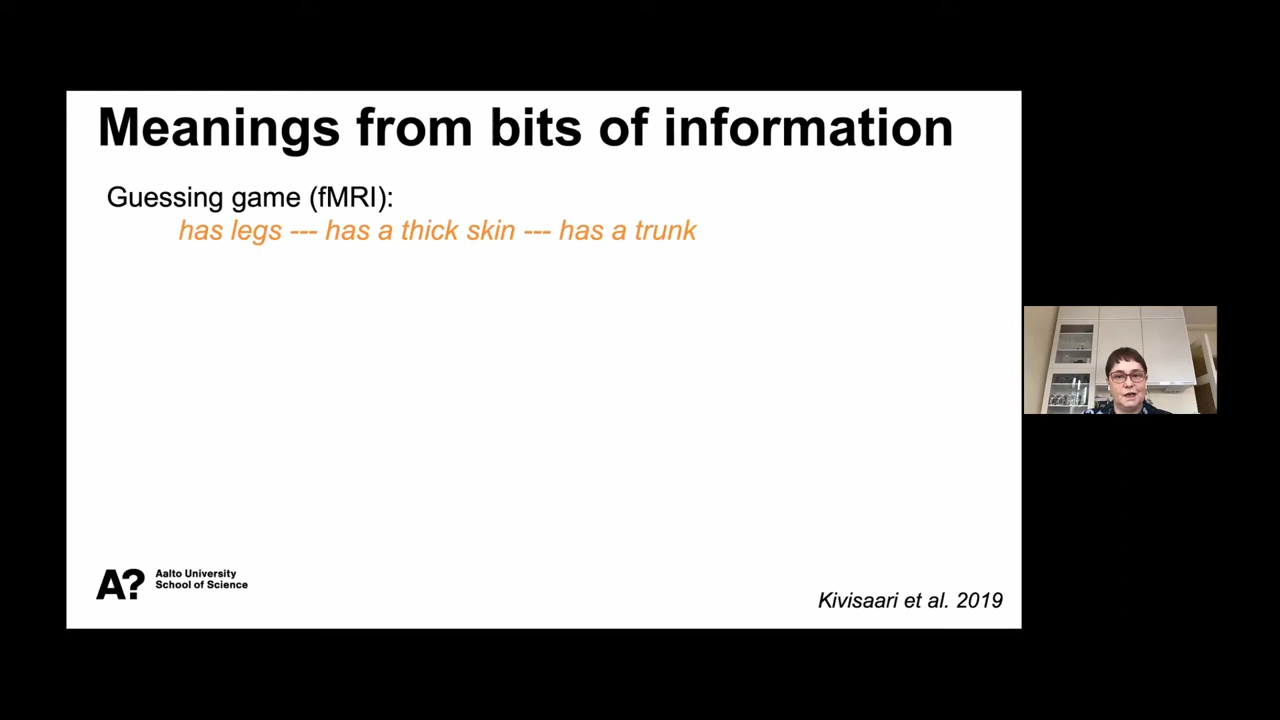 Meanings from bits of information
Guessing game (fMRI):
has legs --- has a thick skin --- has a trunk
A?
Aalto University
School of Science
Kivisaari et al. 2019